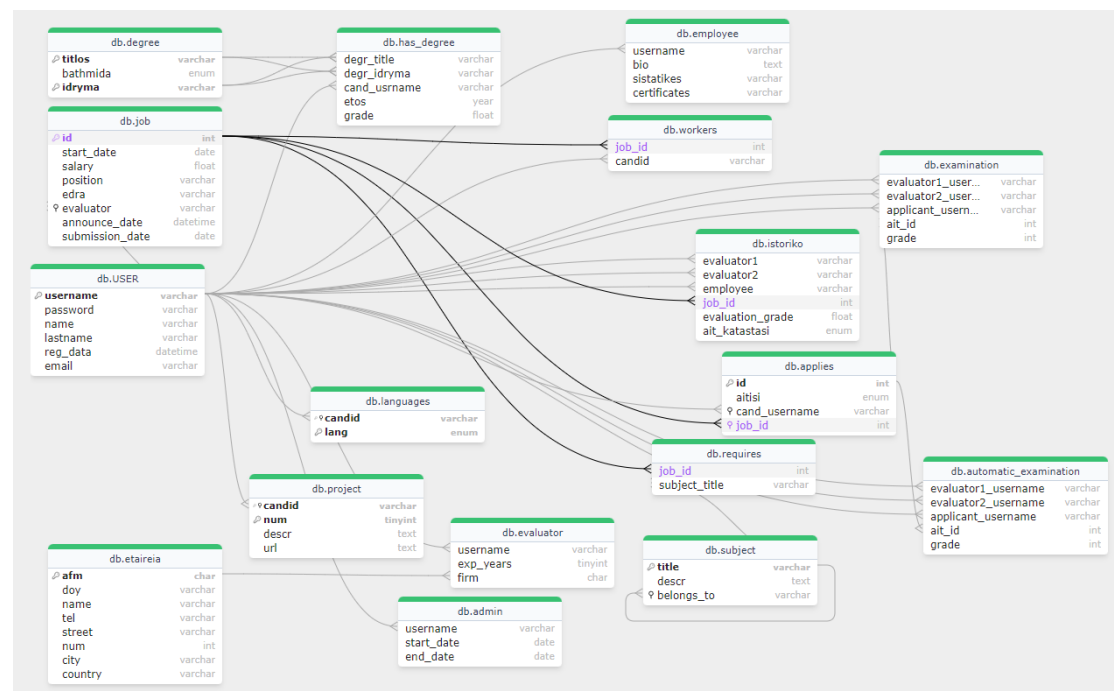 db.degree
titlos varchar
bathmida enum
idryma varchar
db.has_degree
degr_title varchar
degr_idryma varchar
cand_usrname varchar
etos year
grade float
db.employee
username varchar
bio text
sistatikes varchar
certificates varchar
db.job
id int
start_date date
salary float
position varchar
edra varchar
evaluator varchar
announce_date datetime
submission_date date
db.workers
job_id int
candid varchar
db.examination
evaluator1_user... varchar
evaluator2_user... varchar
applicant_usern... varchar
ait_id int
grade int
db.istoriko
evaluator1 varchar
evaluator2 varchar
employee varchar
job_id int
evaluation_grade float
ait_katastasi enum
db.USER
username varchar
password varchar
name varchar
lastname varchar
reg_data datetime
email varchar
db.applies
id int
aitisi enum
cand_username varchar
job_id int
db.languages
candid varchar
lang enum
db.requires
job_id int
subject_title varchar
db.automatic_examination
evaluator1_username varchar
evaluator2_username varchar
applicant_username varchar
ait_id int
grade int
db.project
candid varchar
num tinyint
descr text
url text
db.evaluator
username varchar
exp_years tinyint
firm char
db.subject
title varchar
descr text
belongs_to varchar
db.etaireia
afm char
doy varchar
name varchar
tel varchar
street varchar
num int
city varchar
country varchar
db.admin
username varchar
start_date date
end_date date